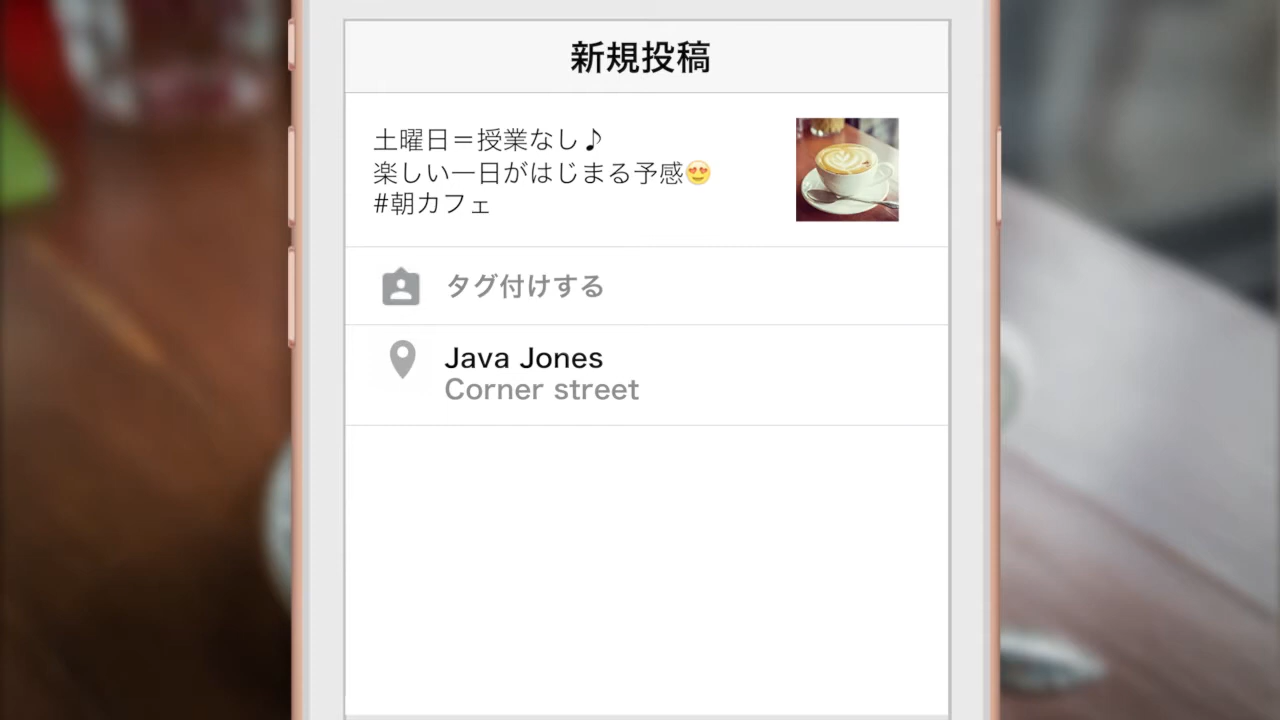 新規投稿
土曜日＝授業なし♪
楽しい一日がはじまる予感😍
#朝カフェ
タグ付けする
Java Jones
Corner street